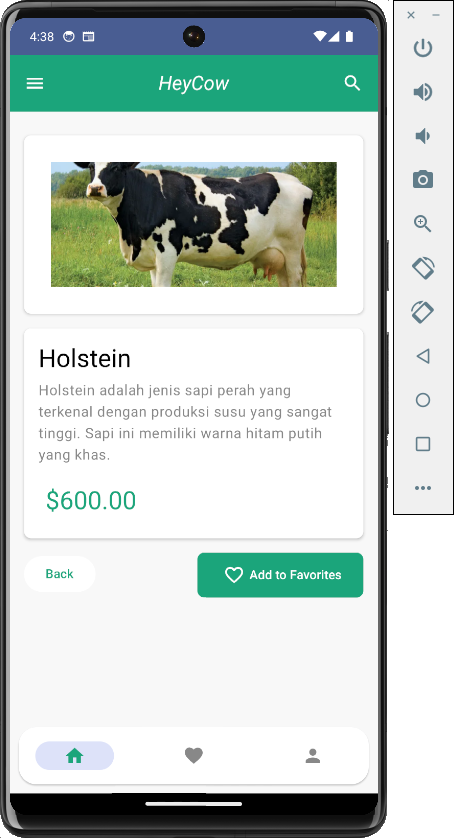 4:38
HeyCow
Holstein
Holstein adalah jenis sapi perah yang
terkenal dengan produksi susu yang sangat
tinggi. Sapi ini memiliki warna hitam putih
yang khas.
$600.00
Back
Add to Favorites